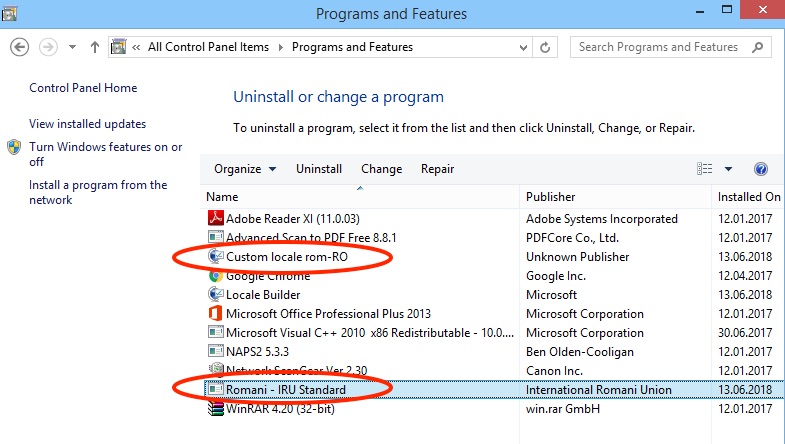 Programs and Features
All Control Panel Items Programs and Features
Search Programs and Features
Control Panel Home
View installed updates
Turn Windows features on or
off
Install a program from the
network
Uninstall or change a program
To uninstall a program, select it from the list and then click Uninstall, Change, or Repair.
Organize Uninstall Change Repair
Name Publisher Installed On
Adobe Reader XI (11.0.03) Adobe Systems Incorporated 12.01.2017
Advanced Scan to PDF Free 8.8.1 PDFCore Co., Ltd. 12.01.2017
Custom locale rom-RO Unknown Publisher 13.06.2018
Google Chrome Google Inc. 12.04.2017
Locale Builder Microsoft 13.06.2018
Microsoft Office Professional Plus 2013 Microsoft Corporation 12.01.2017
Microsoft Visual C++ 2010 x86 Redistributable - 10.0.... Microsoft Corporation 30.06.2017
NAPS2 5.3.3 Ben Olden-Cooligan 12.01.2017
Network ScanGear Ver 2.30 Canon Inc. 12.01.2017
Romani - IRU Standard International Romani Union 13.06.2018
WinRAR 4.20 (32-bit) win.rar GmbH 12.01.2017